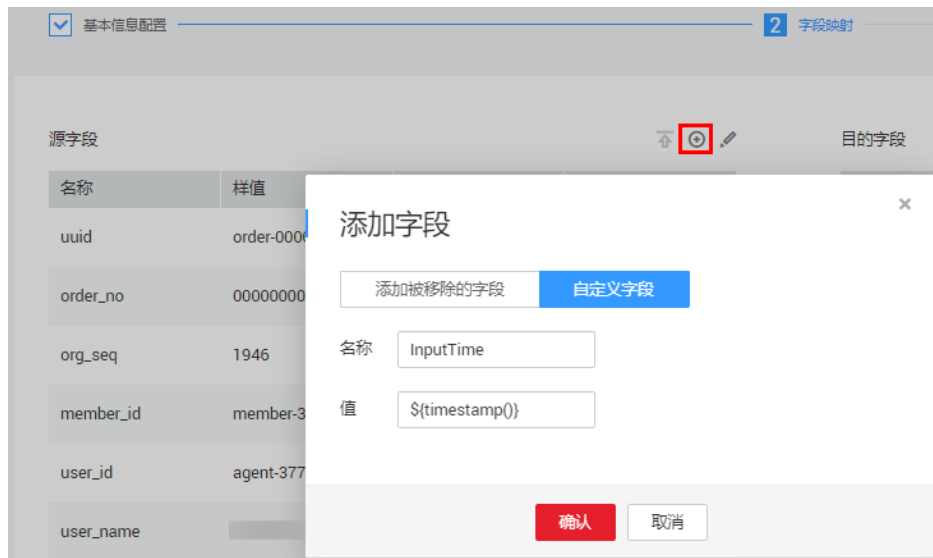 基本信息配置
2 字段映射
源字段
目的字段
名称 样值
uuid order-000
order_no 00000000
org_seq 1946
member_id member-3
user_id agent-377
user_name
添加字段
添加被移除的字段 自定义字段
名称 InputTime
值 ${timestamp()}
确认 取消